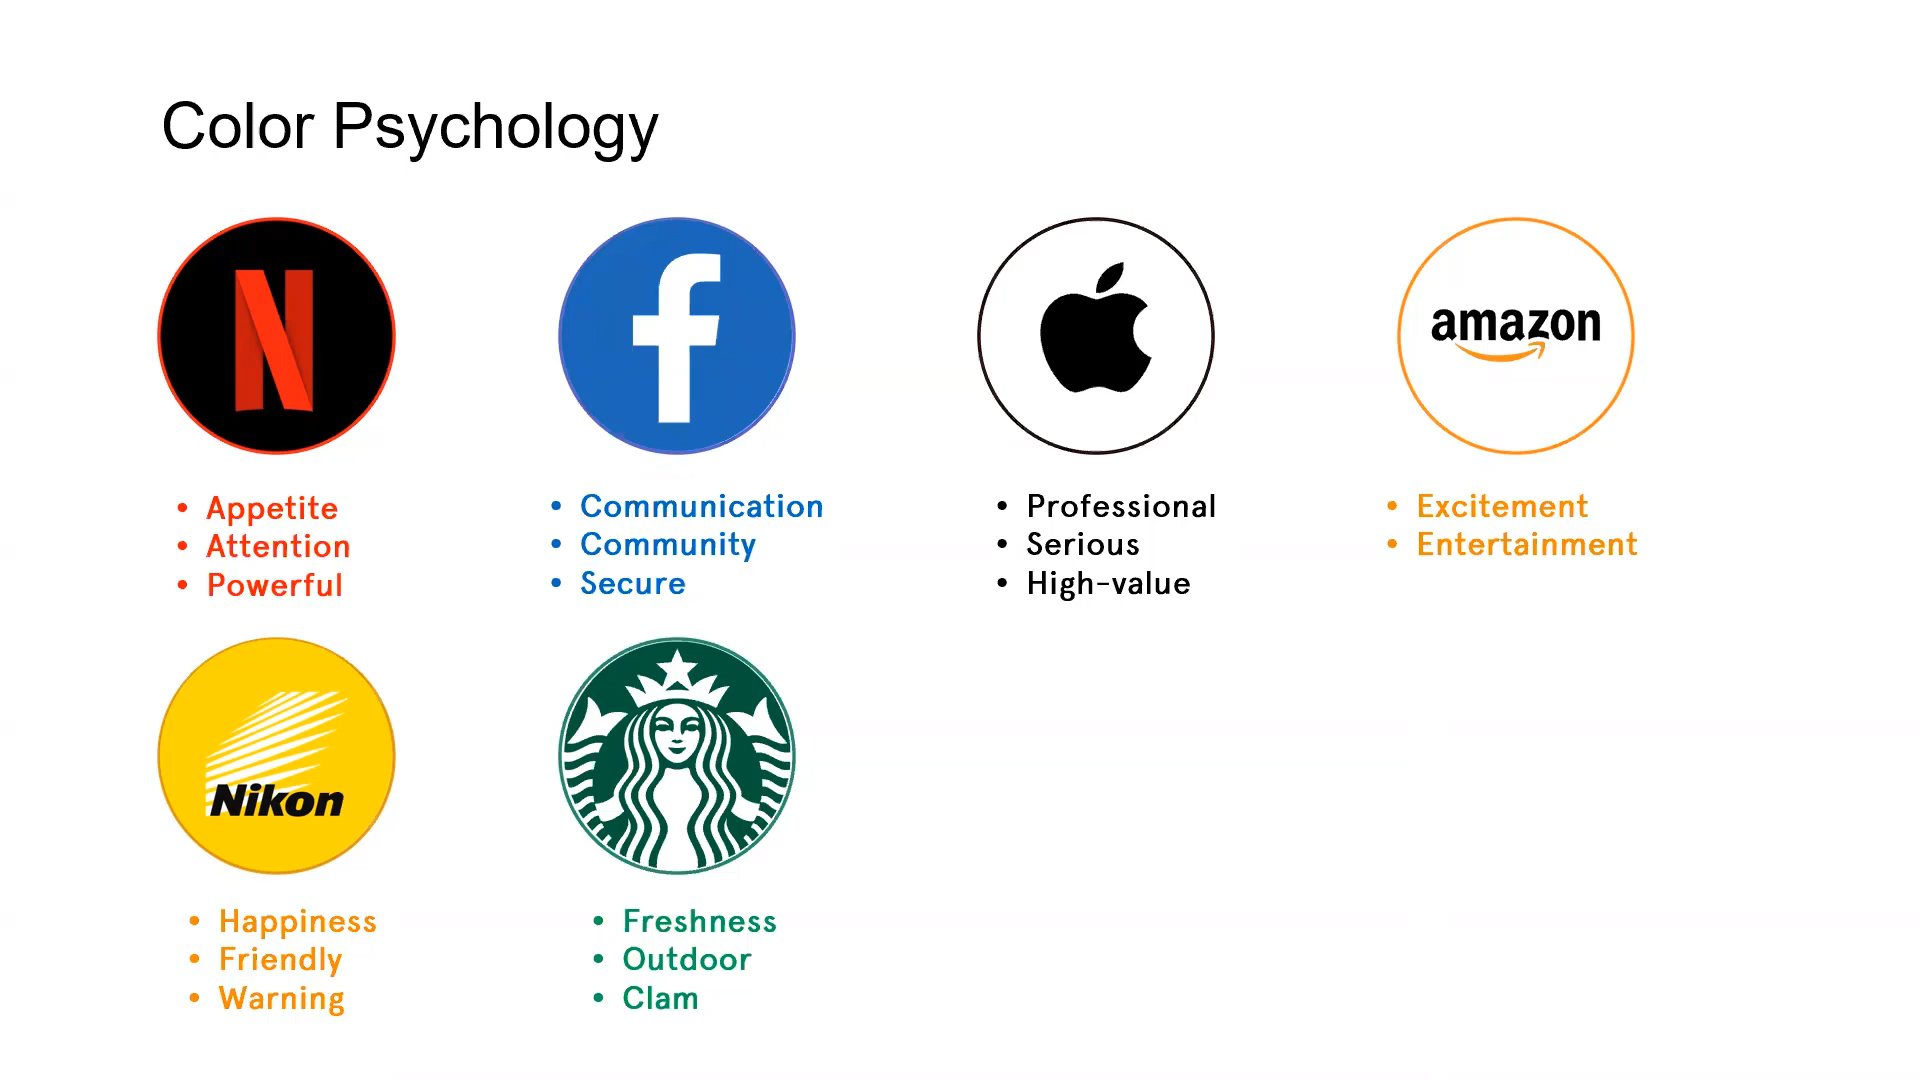 Color Psychology
amazon
• Appetite
• Attention
• Powerful
• Communication
• Community
• Secure
• Professional
• Serious
• High-value
• Excitement
• Entertainment
Nikon
• Happiness
• Friendly
• Warning
• Freshness
• Outdoor
• Clam